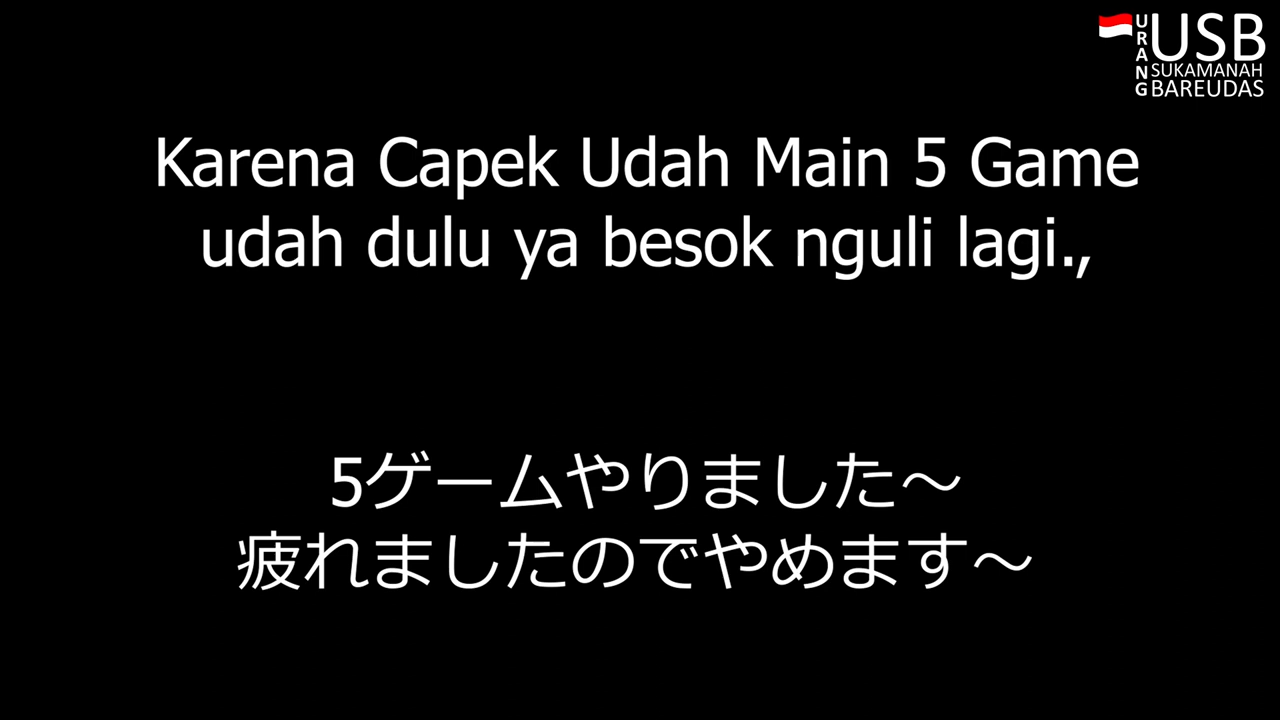 URANG
USB
SUKAMANAH
BAREUDAS
Karena Capek Udah Main 5 Game
udah dulu ya besok nguli lagi.,
5ゲームやりました～
疲れましたのでやめます～